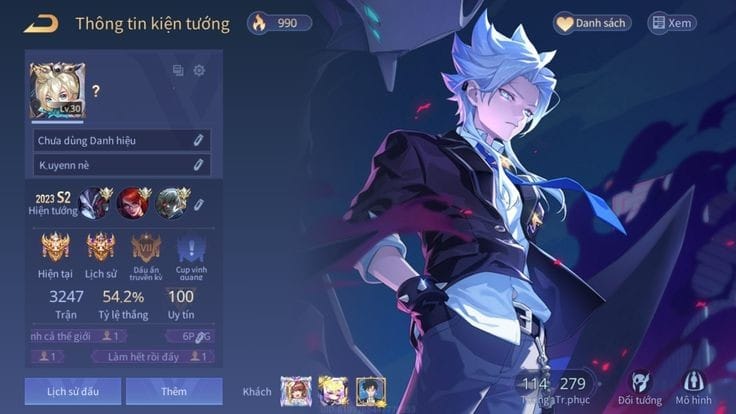 Thông tin kiện tướng
990
Danh sách
Xem
Lv.30
?
Chưa dùng Danh hiệu
K.uyenn nè
2023 S2
Hiện tướng
VII
Hiện tại
Lịch sử
Dấu ấn truyền kỳ
Cup vinh quang
3247
54.2%
100
Trận
Tỷ lệ thắng
Uy tín
nh cả thế giới
1
6P
G
1
Làm hết rồi đấy
1
Lịch sử đấu
Thêm
Khách
114
279
Tướng
Tr.phục
Đối tượng
Mô hình